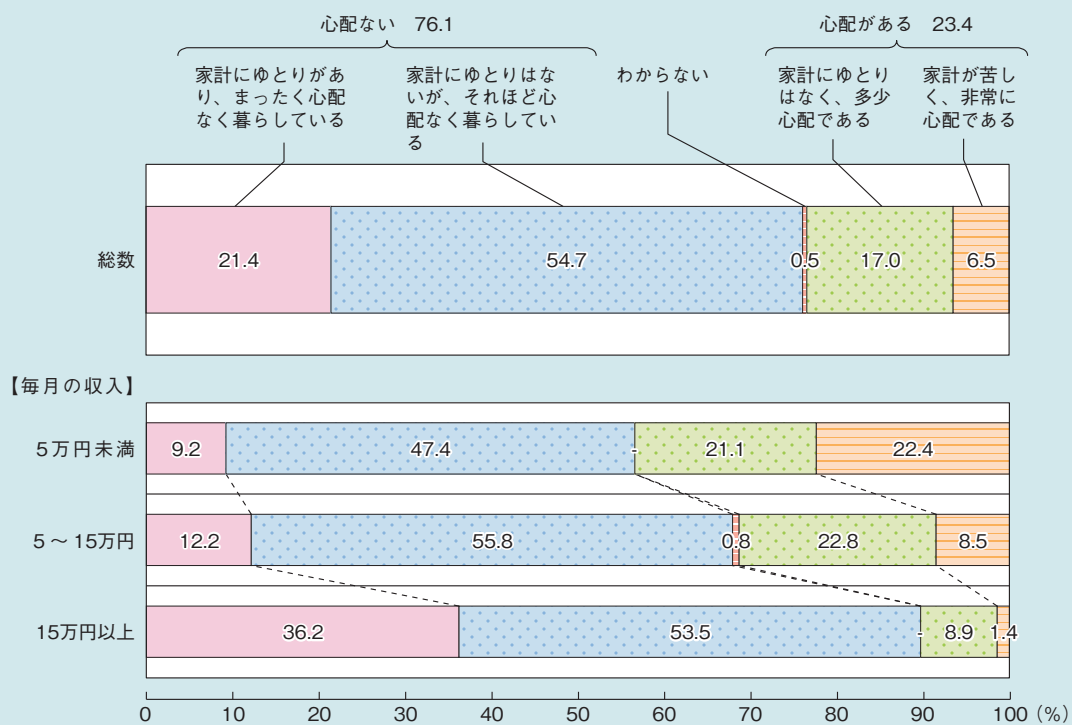 心配ない 76.1
心配がある 23.4
家計にゆとりがあ
り、まったく心配
なく暮らしている
家計にゆとりはな
いが、それほど心
配なく暮らしてい
る
わからない
家計にゆとり
はなく、多少
心配である
家計が苦し
く、非常に
心配である
総数
21.4
54.7
0.5
17.0
6.5
【毎月の収入】
5万円未満
9.2
47.4
-
21.1
22.4
5～15万円
12.2
55.8
0.8
22.8
8.5
15万円以上
36.2
53.5
-
8.9
1.4
0 10 20 30 40 50 60 70 80 90 100 (%)